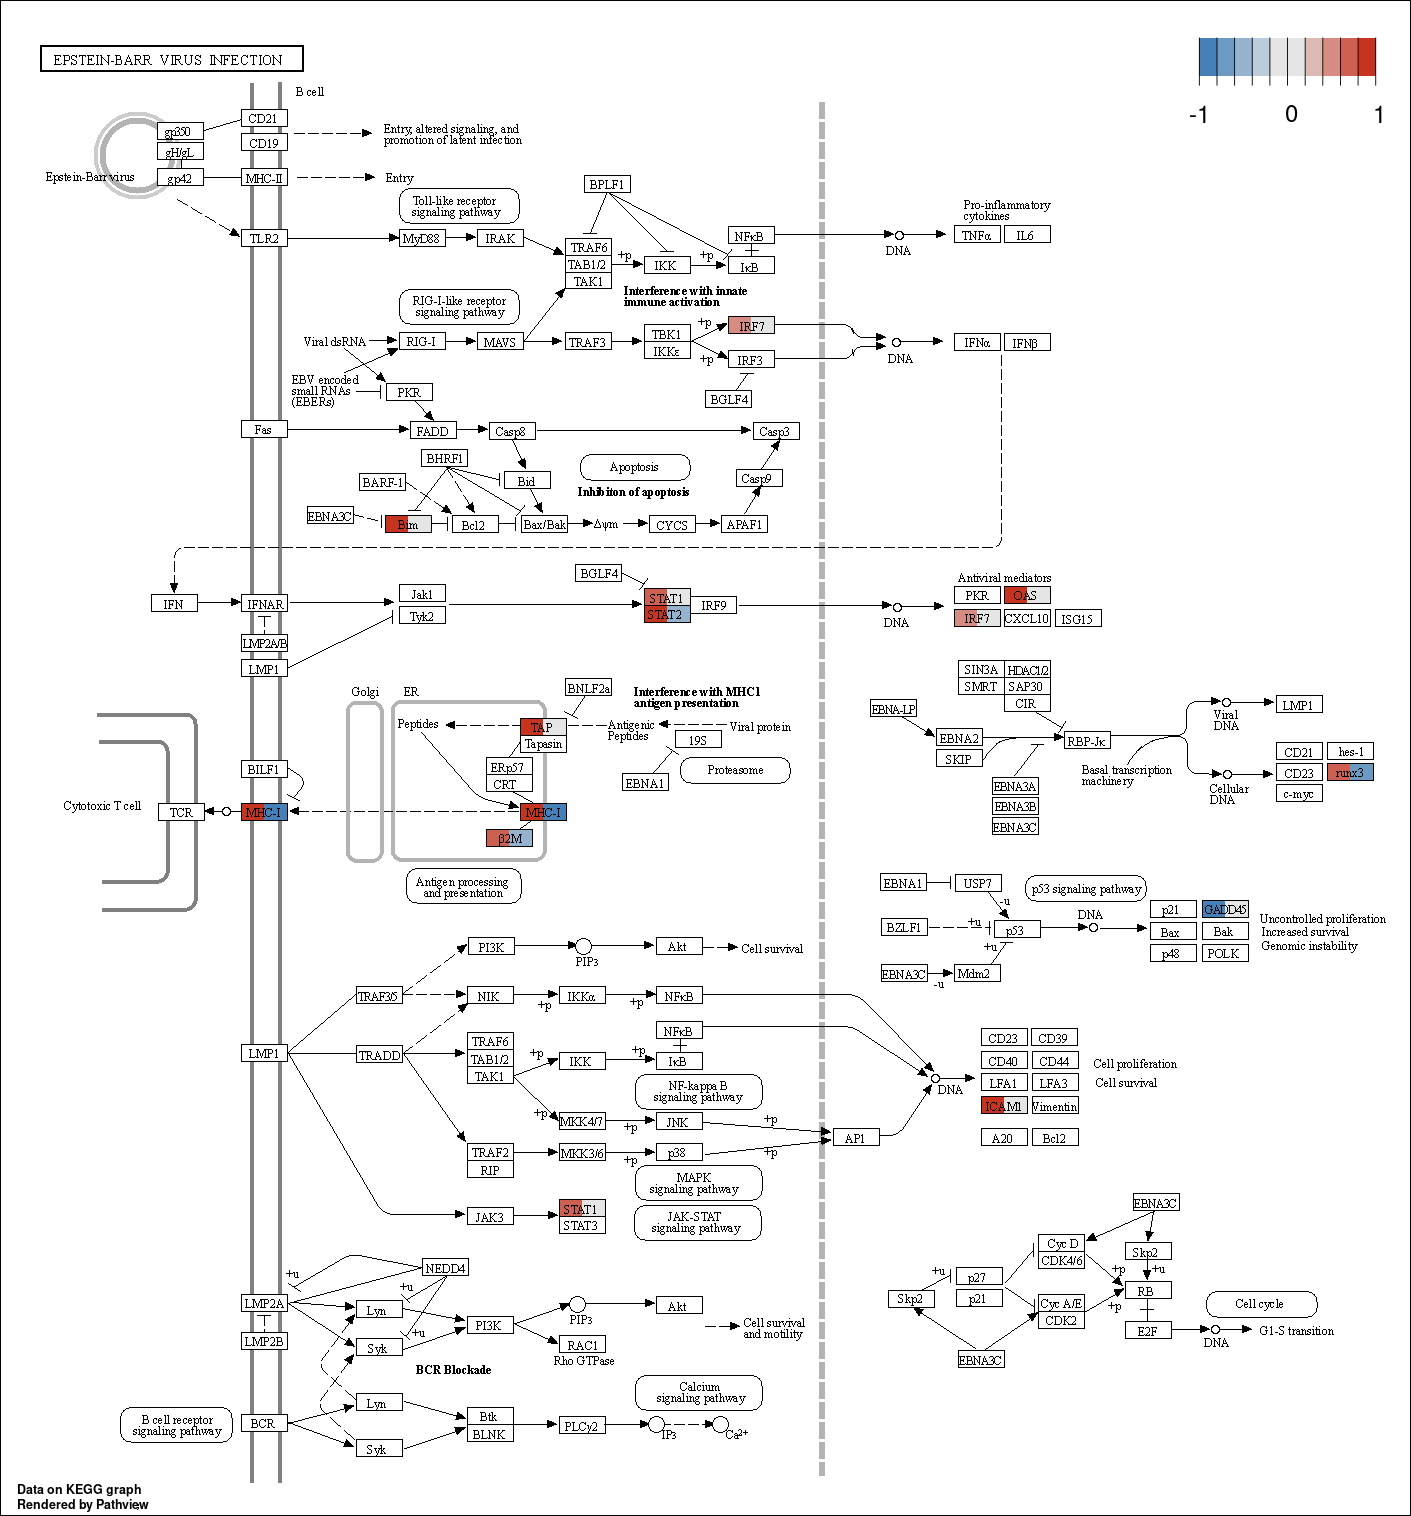 EPSTEIN-BARR VIRUS INFECTION
-1
0
1
B cell
gp350
gH/gL
gp42
Epstein-Barr virus
CD21
CD19
MHC-II
Entry, altered signaling, and
promotion of latent infection
Entry
Toll-like receptor
signaling pathway
BPLF1
TLR2
MyD88
IRAK
TRAF6
TAB1/2
TAK1
+p
IKK
+p
NFκB
IκB
DNA
Pro-inflammatory
cytokines
TNFα
IL6
Interference with innate
immune activation
RIG-I-like receptor
signaling pathway
Viral dsRNA
RIG-I
MAVS
TRAF3
TBK1
IKKε
+p
+p
IRF7
IRF3
BGLF4
DNA
IFNα
IFNβ
EBV encoded
small RNAs
(EBERs)
PKR
Fas
FADD
Casp8
Casp3
BHRF1
BARF-1
Bid
Apoptosis
Casp9
Inhibiton of apoptosis
EBNA3C
Bim
Bcl2
Bax/Bak
Δψm
CYCS
APAF1
IFN
IFNAR
Jak1
Tyk2
BGLF4
STAT1
STAT2
IRF9
DNA
Antiviral mediators
PKR
OAS
IRF7
CXCL10
ISG15
LMP2A/B
LMP1
Golgi
ER
BNLF2a
Interference with MHC1
antigen presentation
Peptides
TAP
Tapasin
Antigenic
Peptides
Viral protein
19S
ERp57
CRT
EBNA1
Proteasome
BILF1
Cytotoxic T cell
TCR
MHC-I
MHC-I
β2M
Antigen processing
and presentation
SIN3A
HDAC1/2
SMRT
SAP30
CIR
EBNA-LP
EBNA2
SKIP
RBP-Jκ
EBNA3A
EBNA3B
EBNA3C
Basal transcription
machinery
Viral
DNA
LMP1
Cellular
DNA
CD21
hes-1
CD23
runx3
c-myc
EBNA1
USP7
p53 signaling pathway
-u
BZLF1
+u
p53
+u
EBNA3C
-u
Mdm2
DNA
p21
GADD45
Bax
Bak
p48
POLK
Uncontrolled proliferation
Increased survival
Genomic instability
PI3K
PIP3
Akt
Cell survival
TRAF3/5
NIK
+p
IKKα
+p
NFκB
LMP1
TRADD
TRAF6
TAB1/2
TAK1
+p
IKK
+p
NFκB
IκB
NF-kappa B
signaling pathway
+p
MKK4/7
+p
JNK
+p
TRAF2
RIP
MKK3/6
+p
p38
+p
AP1
MAPK
signaling pathway
JAK3
STAT1
STAT3
JAK-STAT
signaling pathway
DNA
CD23
CD39
CD40
CD44
LFA1
LFA3
ICAM1
Vimentin
A20
Bcl2
Cell proliferation
Cell survival
NEDD4
+u
+u
+u
LMP2A
LMP2B
Lyn
Syk
PI3K
PIP3
Akt
RAC1
Rho GTPase
Cell survival
and motility
BCR Blockade
B cell receptor
signaling pathway
BCR
Lyn
Syk
Btk
BLNK
PLCγ2
IP3
Ca2+
Calcium
signaling pathway
EBNA3C
Cyc D
CDK4/6
Skp2
+p
+u
+u
p27
p21
Skp2
Cyc A/E
CDK2
+p
RB
E2F
EBNA3C
Cell cycle
DNA
G1-S transition
Data on KEGG graph
Rendered by Pathview